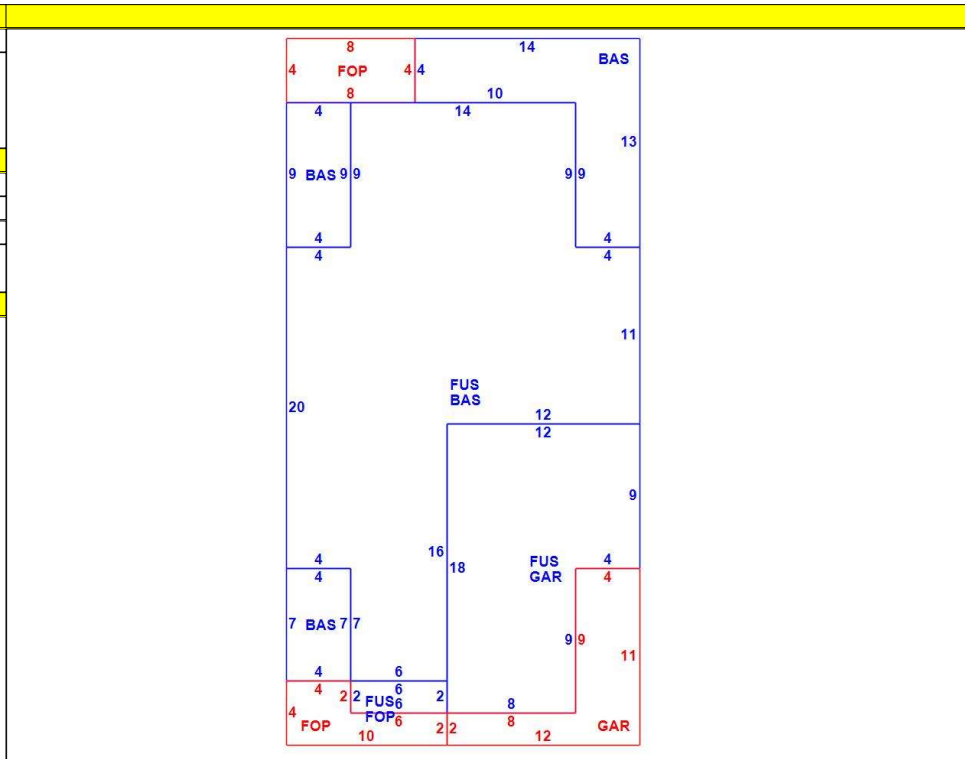 8 14
4 FOP 4 4 BAS
8 10
4 14
13
9 BAS 9 9 9 9
4 4
4 4
11
FUS
BAS
20 12
12
9
16 18 FUS
GAR
4 4
4 4
7 BAS 7 7 9 9
11
4 6
4 6
2 2 FUS 6 2 8
4 FOP 6 8
FOP 2 2 GAR
10 12